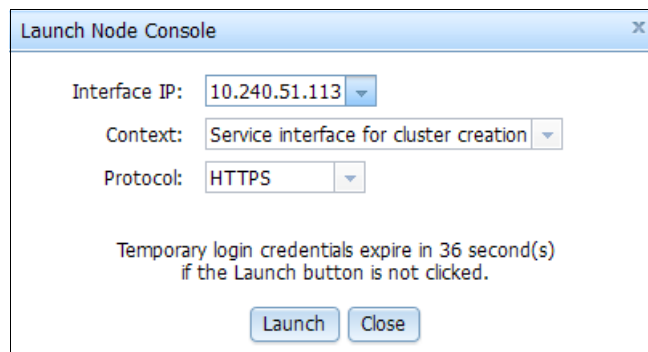 Launch Node Console x
Interface IP: 10.240.51.113
Context: Service interface for cluster creation
Protocol: HTTPS
Temporary login credentials expire in 36 second(s)
if the Launch button is not clicked.
Launch Close